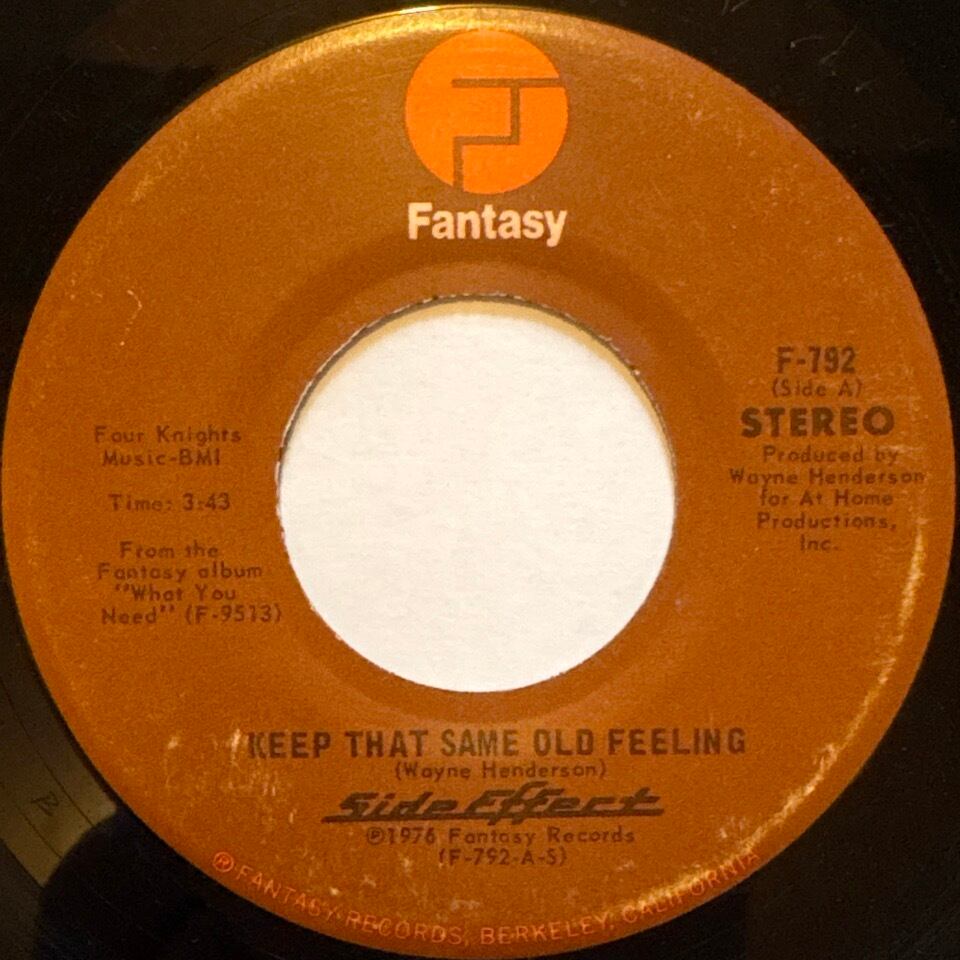 Fantasy
F-792
(Side A)
STEREO
Produced by
Wayne Henderson
for At Home
Productions,
Inc.
Four Knights
Music-BMI
Time: 3:43
From the
Fantasy album
"What You
Need" (F-9513)
KEEP THAT SAME OLD FEELING
(Wayne Henderson)
Side Effect
℗1976 Fantasy Records
(F-792-A-S)
®FANTASY RECORDS, BERKELEY, CALIFORNIA